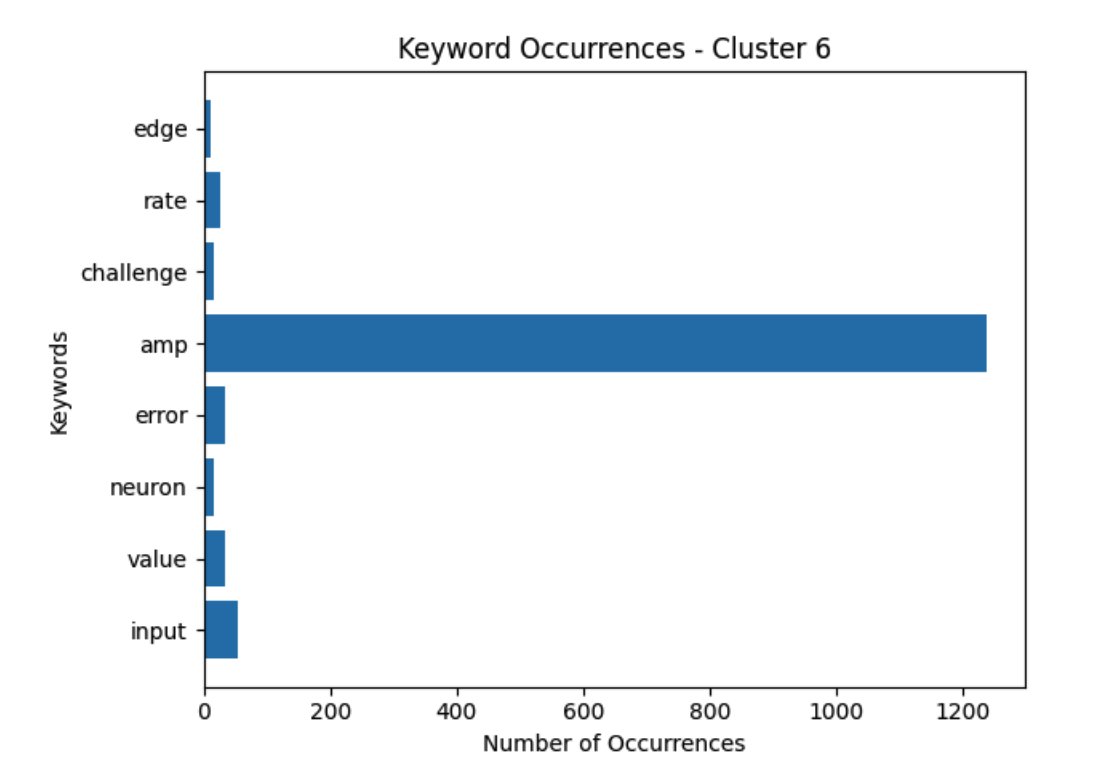 Keyword Occurrences - Cluster 6
edge
rate
challenge
amp
error
neuron
value
input
Keywords
0 200 400 600 800 1000 1200
Number of Occurrences